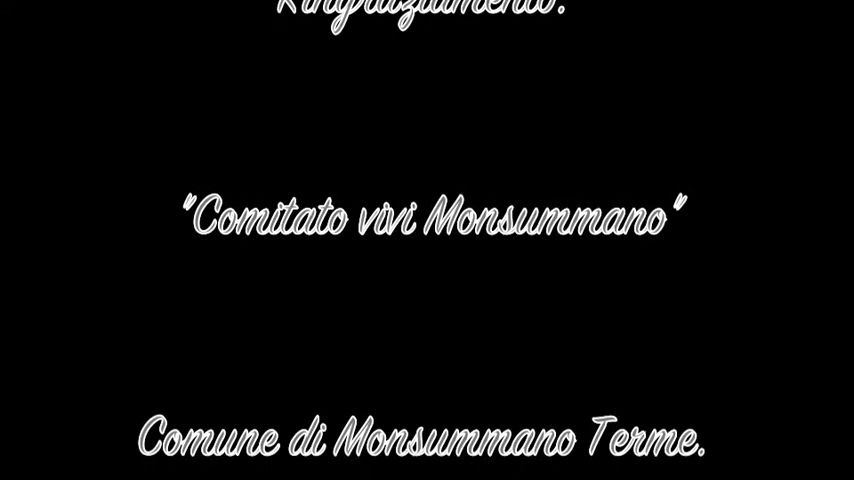 Ringraziamento.
"Comitato vivi Monsummano"
Comune di Monsummano Terme.